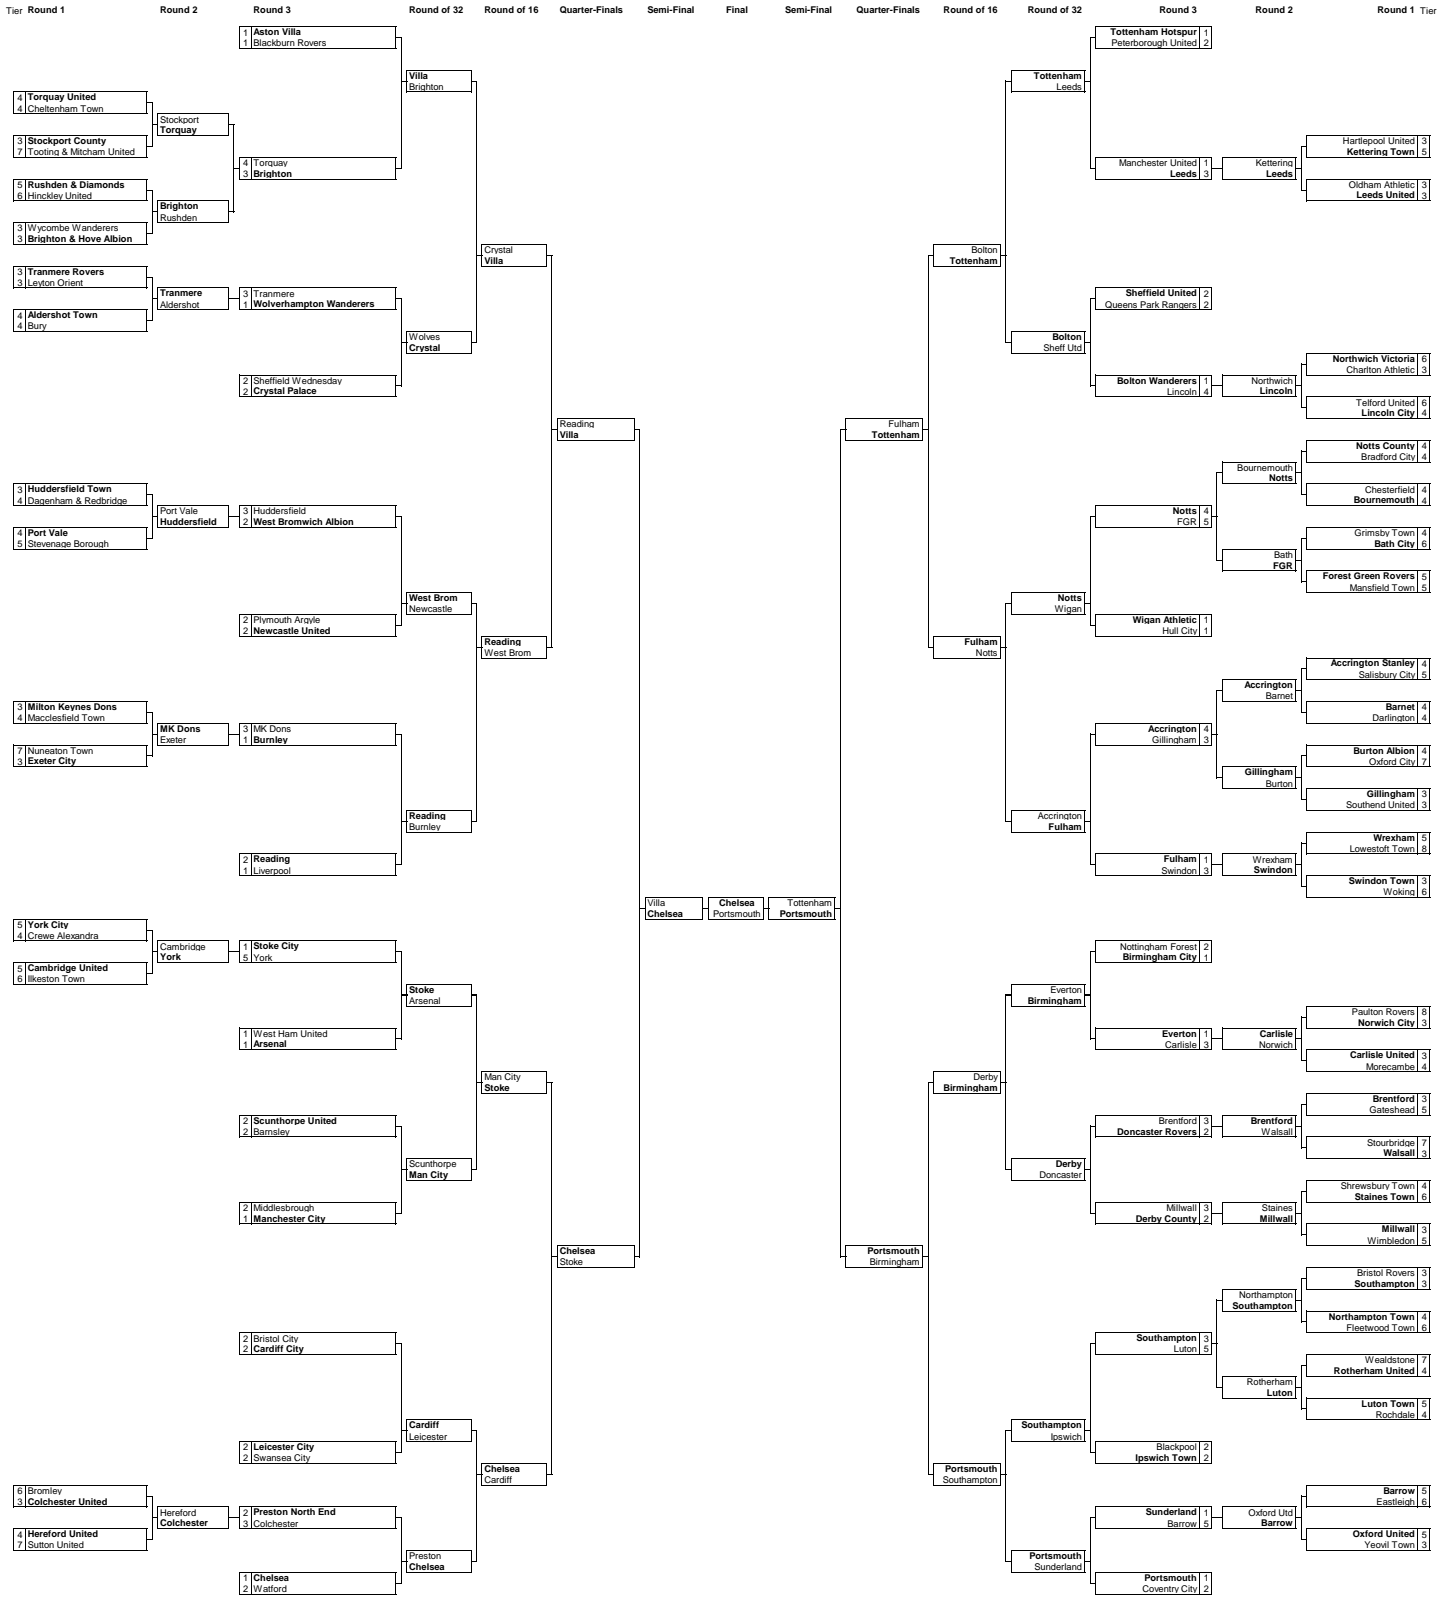 Tier Round 1 Round 2 Round 3 Round of 32 Round of 16 Quarter-Finals Semi-Final Final Semi-Final Quarter-Finals Round of 16 Round of 32 Round 3 Round 2 Round 1 Tier
1 Aston Villa
1 Blackburn Rovers
Villa
Brighton
4 Torquay United
4 Cheltenham Town
Stockport
Torquay
3 Stockport County
7 Tooting & Mitcham United
4 Torquay
3 Brighton
5 Rushden & Diamonds
6 Hinckley United
Brighton
Rushden
3 Wycombe Wanderers
3 Brighton & Hove Albion
Crystal
Villa
3 Tranmere Rovers
3 Leyton Orient
Tranmere
Aldershot
3 Tranmere
1 Wolverhampton Wanderers
4 Aldershot Town
4 Bury
Wolves
Crystal
2 Sheffield Wednesday
2 Crystal Palace
Reading
Villa
3 Huddersfield Town
4 Dagenham & Redbridge
Port Vale
Huddersfield
3 Huddersfield
2 West Bromwich Albion
4 Port Vale
5 Stevenage Borough
West Brom
Newcastle
2 Plymouth Argyle
2 Newcastle United
Reading
West Brom
3 Milton Keynes Dons
4 Macclesfield Town
MK Dons
Exeter
3 MK Dons
1 Burnley
7 Nuneaton Town
3 Exeter City
Reading
Burnley
2 Reading
1 Liverpool
Villa
Chelsea
Chelsea
Portsmouth
Tottenham
Portsmouth
5 York City
4 Crewe Alexandra
Cambridge
York
1 Stoke City
5 York
5 Cambridge United
6 Ilkeston Town
Stoke
Arsenal
1 West Ham United
1 Arsenal
Man City
Stoke
2 Scunthorpe United
2 Barnsley
Scunthorpe
Man City
2 Middlesbrough
1 Manchester City
Chelsea
Stoke
2 Bristol City
2 Cardiff City
Cardiff
Leicester
2 Leicester City
2 Swansea City
Chelsea
Cardiff
6 Bromley
3 Colchester United
Hereford
Colchester
2 Preston North End
3 Colchester
4 Hereford United
7 Sutton United
Preston
Chelsea
1 Chelsea
2 Watford
Tottenham Hotspur 1
Peterborough United 2
Tottenham
Leeds
Hartlepool United 3
Kettering Town 5
Manchester United 1
Leeds 3
Kettering
Leeds
Oldham Athletic 3
Leeds United 3
Bolton
Tottenham
Sheffield United 2
Queens Park Rangers 2
Bolton
Sheff Utd
Northwich Victoria 6
Charlton Athletic 3
Bolton Wanderers 1
Lincoln 4
Northwich
Lincoln
Telford United 6
Lincoln City 4
Fulham
Tottenham
Notts County 4
Bradford City 4
Bournemouth
Notts
Chesterfield 4
Bournemouth 4
Notts 4
FGR 5
Grimsby Town 4
Bath City 6
Bath
FGR
Forest Green Rovers 5
Mansfield Town 5
Notts
Wigan
Wigan Athletic 1
Hull City 1
Fulham
Notts
Accrington Stanley 4
Salisbury City 5
Accrington
Barnet
Barnet 4
Darlington 4
Accrington 4
Gillingham 3
Burton Albion 4
Oxford City 7
Gillingham
Burton
Gillingham 3
Southend United 3
Accrington
Fulham
Wrexham 5
Lowestoft Town 8
Fulham 1
Swindon 3
Wrexham
Swindon
Swindon Town 3
Woking 6
Nottingham Forest 2
Birmingham City 1
Everton
Birmingham
Paulton Rovers 8
Norwich City 3
Everton 1
Carlisle 3
Carlisle
Norwich
Carlisle United 3
Morecambe 4
Derby
Birmingham
Brentford 3
Gateshead 5
Brentford 3
Doncaster Rovers 2
Brentford
Walsall
Stourbridge 7
Walsall 3
Derby
Doncaster
Shrewsbury Town 4
Staines Town 6
Millwall 3
Derby County 2
Staines
Millwall
Millwall 3
Wimbledon 5
Portsmouth
Birmingham
Bristol Rovers 3
Southampton 3
Northampton
Southampton
Northampton Town 4
Fleetwood Town 6
Southampton 3
Luton 5
Wealdstone 7
Rotherham United 4
Rotherham
Luton
Luton Town 5
Rochdale 4
Southampton
Ipswich
Blackpool 2
Ipswich Town 2
Portsmouth
Southampton
Barrow 5
Eastleigh 6
Sunderland 1
Barrow 5
Oxford Utd
Barrow
Oxford United 5
Yeovil Town 3
Portsmouth
Sunderland
Portsmouth 1
Coventry City 2